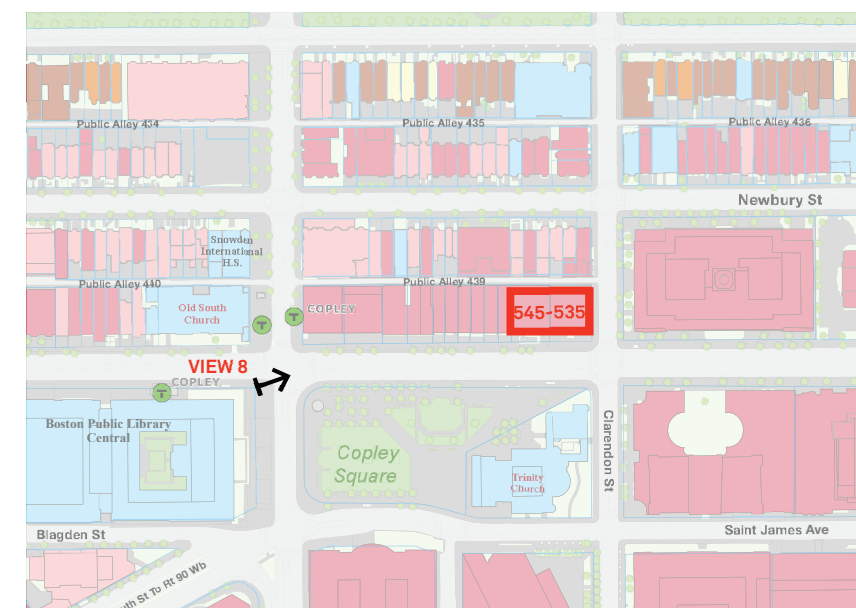 Public Alley 434
Public Alley 435
Public Alley 436
Newbury St
Snowden
International
H.S.
Public Alley 440
Public Alley 439
Old South
Church
T
T
COPLEY
545-535
VIEW 8
COPLEY
T
Boston Public Library
Central
Copley
Square
Trinity
Church
Clarendon St
Blagden St
Saint James Ave
uth St To Rt 90 Wb